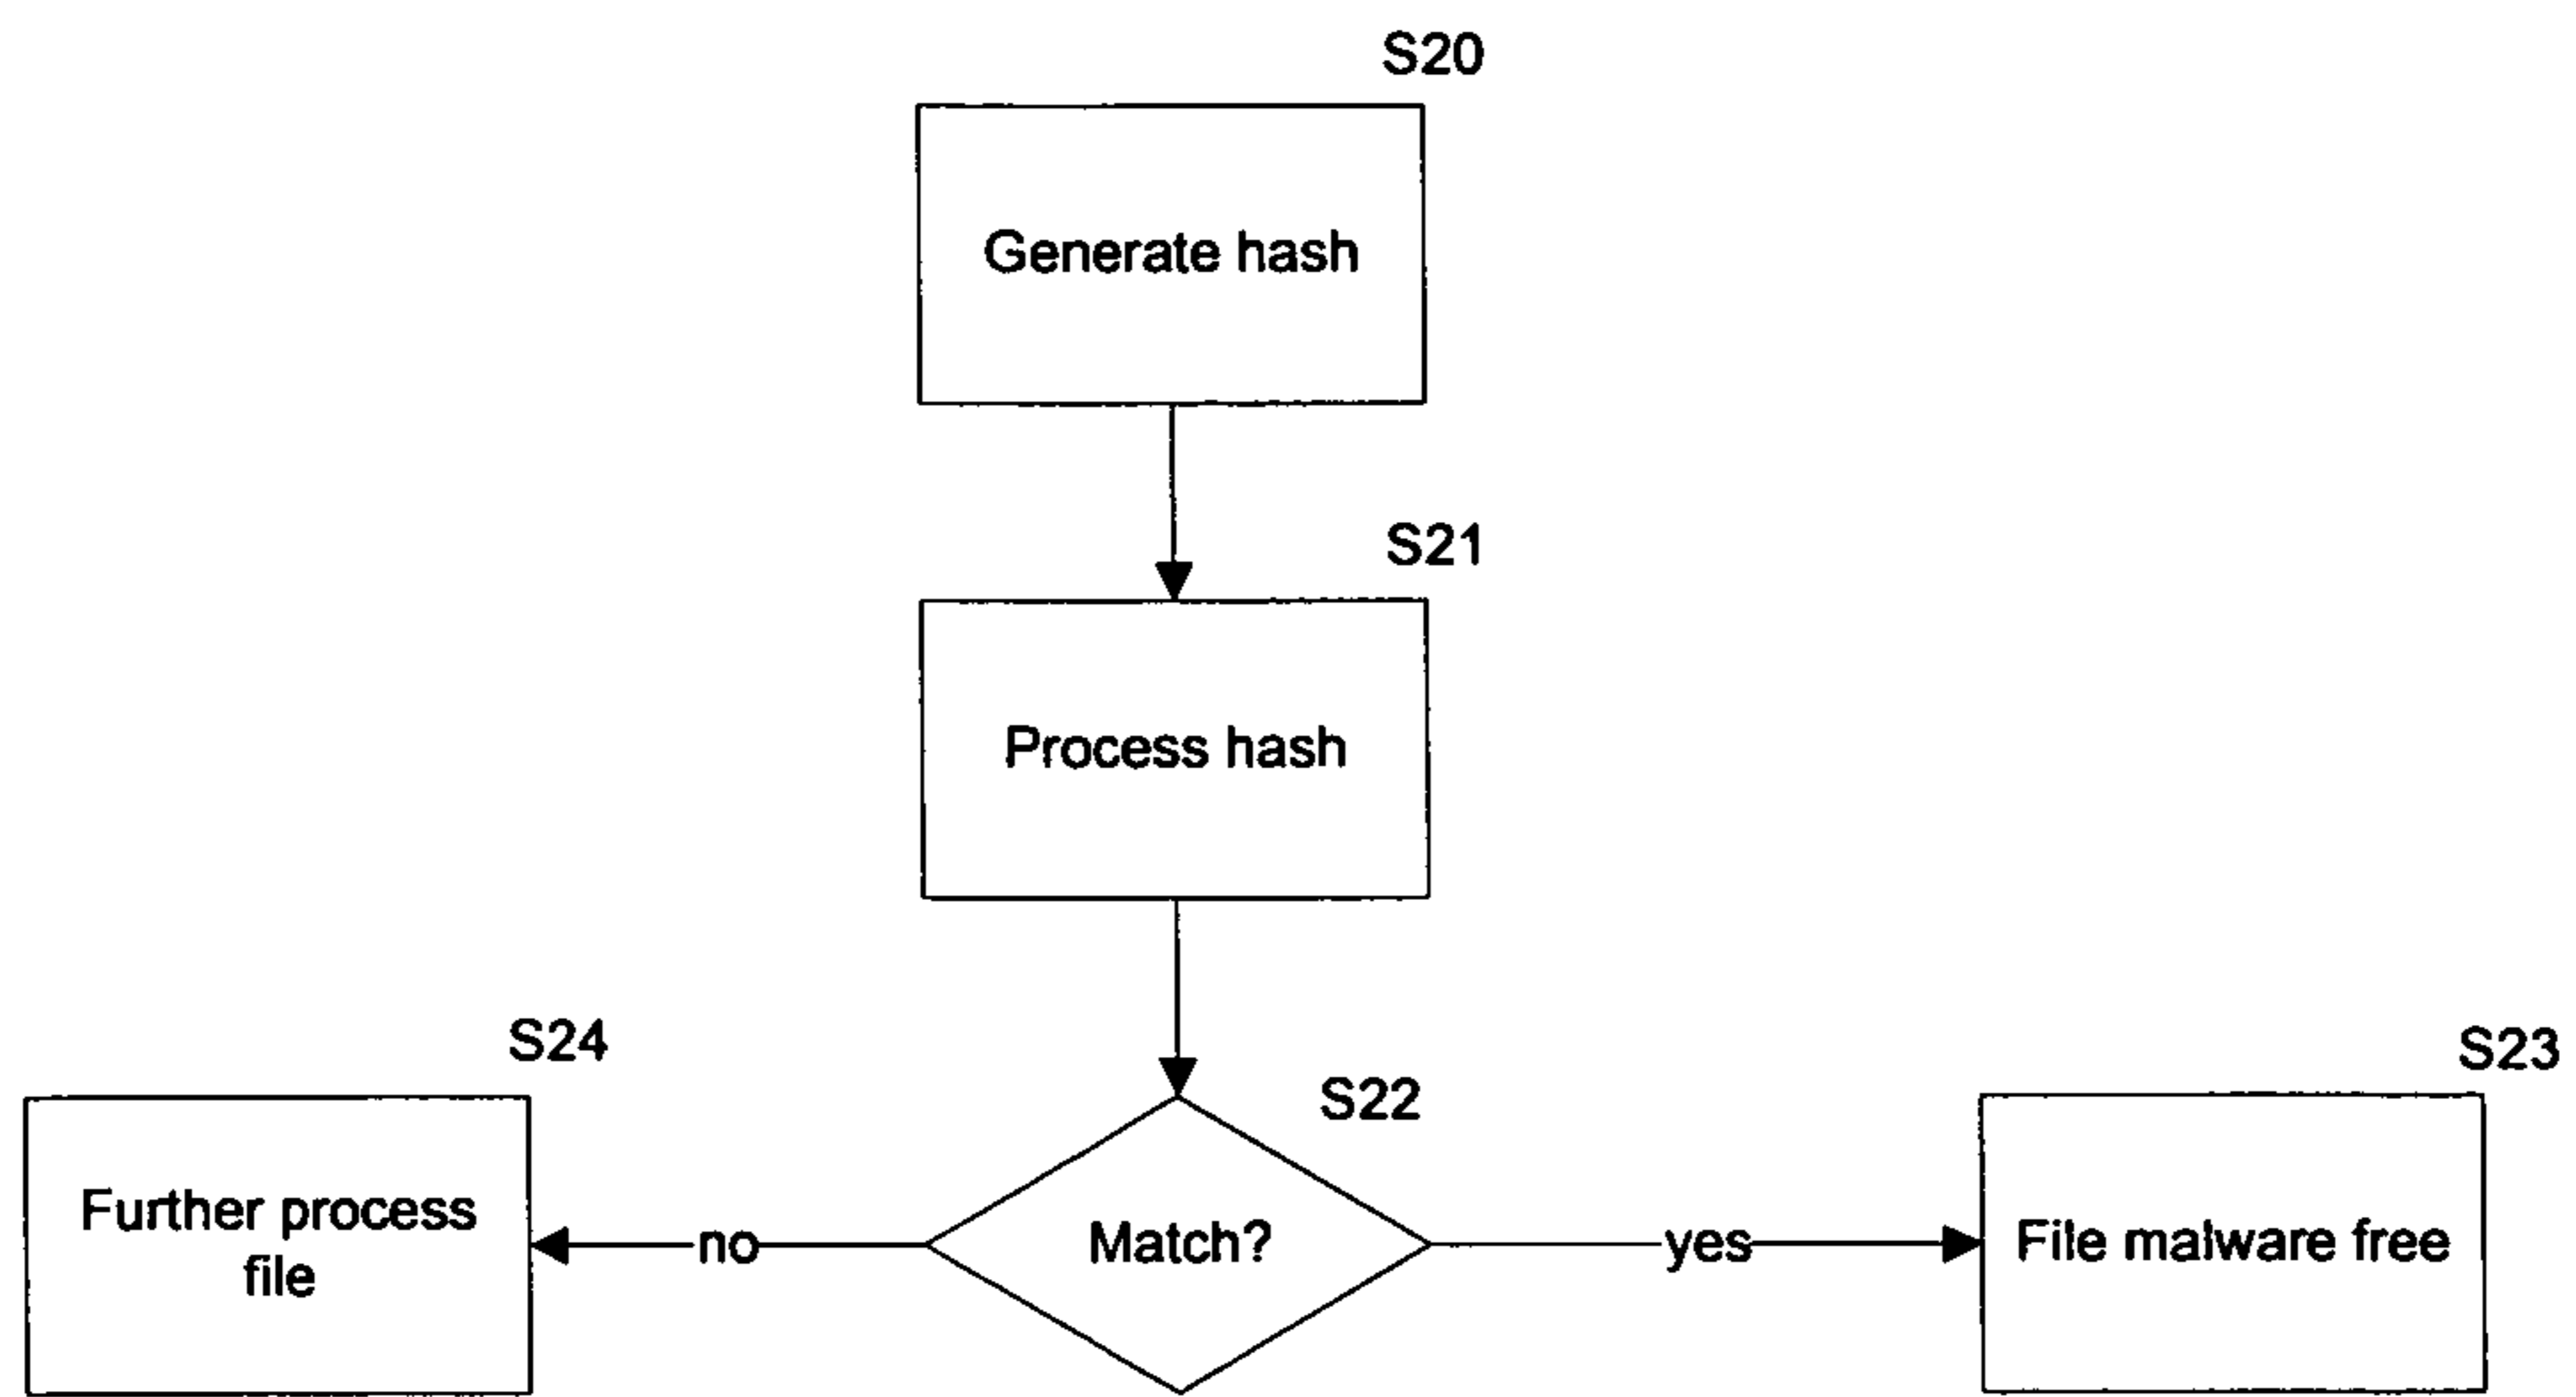 S20
Generate hash
S21
Process hash
S24
S22
S23
Further process
file
no
Match?
yes
File malware free